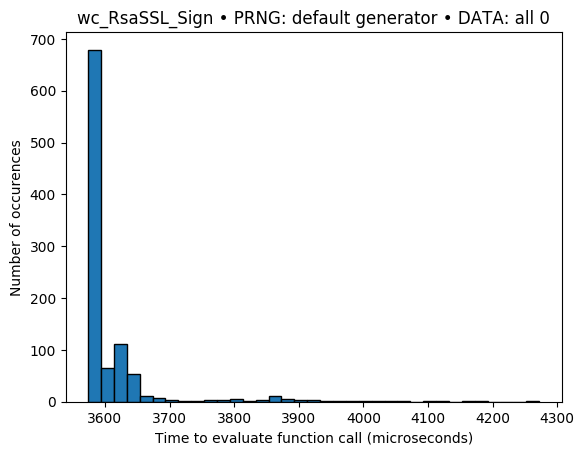 wc_RsaSSL_Sign • PRNG: default generator • DATA: all 0
700
600
500
400
300
200
100
0
Number of occurences
3600 3700 3800 3900 4000 4100 4200 4300
Time to evaluate function call (microseconds)